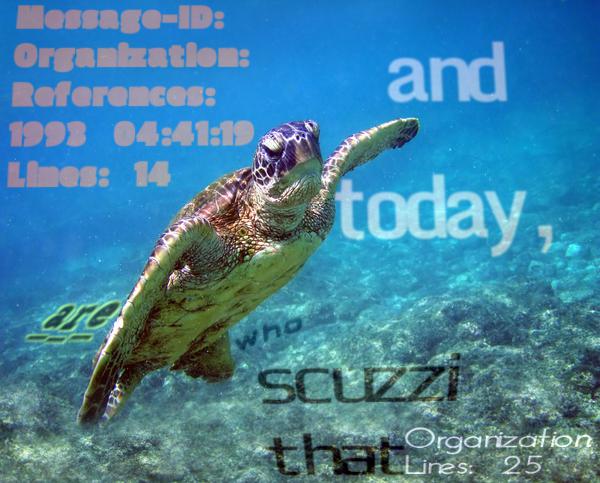 Message-ID:
Organization:
References:
1993 04:41:19
Lines: 14
and
today,
are
who
scuzzi
that
Organization
Lines: 25